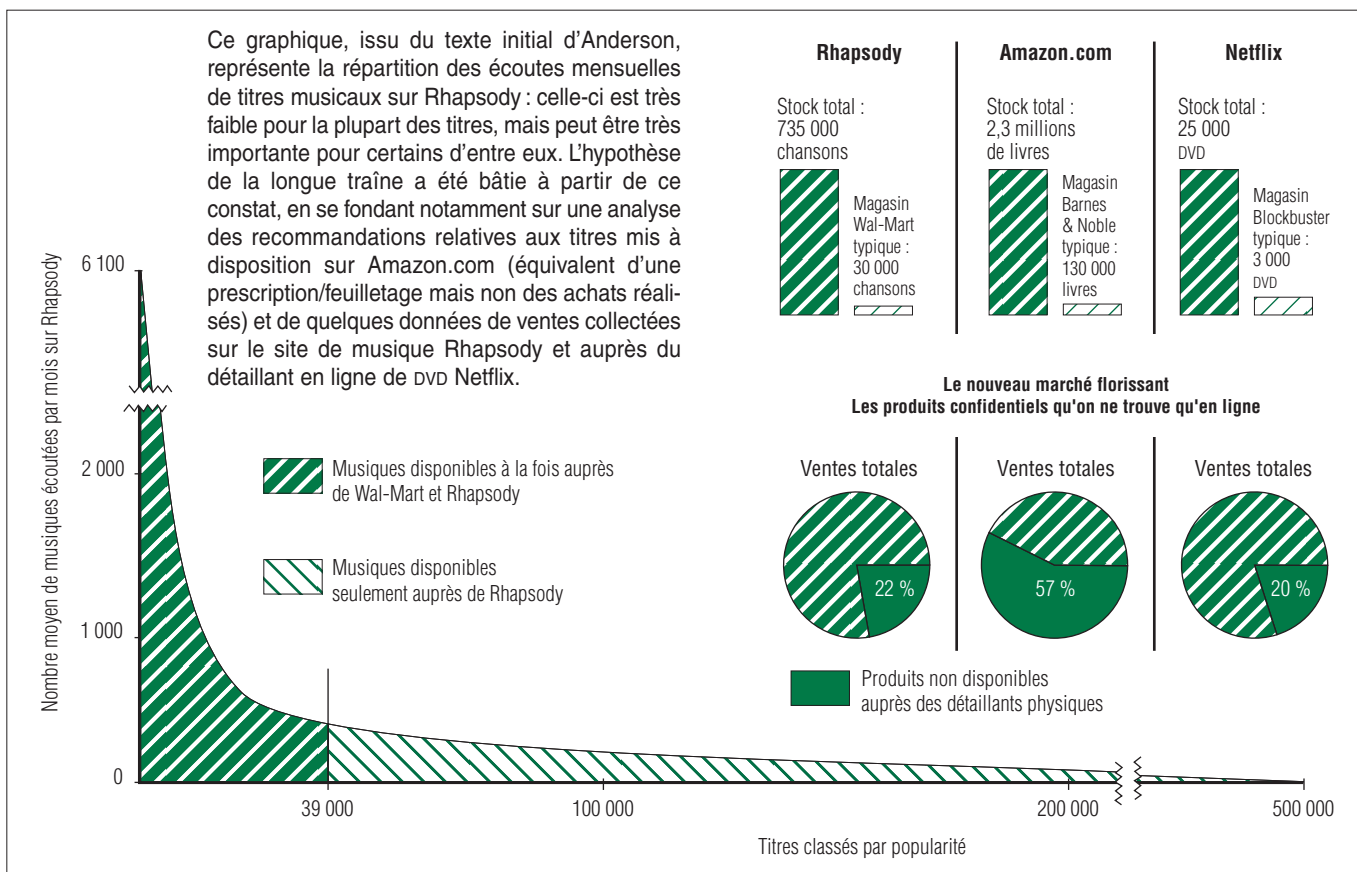 Ce graphique, issu du texte initial d'Anderson,
représente la répartition des écoutes mensuelles
de titres musicaux sur Rhapsody : celle-ci est très
faible pour la plupart des titres, mais peut être très
importante pour certains d'entre eux. L'hypothèse
de la longue traîne a été bâtie à partir de ce
constat, en se fondant notamment sur une analyse
des recommandations relatives aux titres mis à
disposition sur Amazon.com (équivalent d'une
prescription/feuilletage mais non des achats réali-
sés) et de quelques données de ventes collectées
sur le site de musique Rhapsody et auprès du
détaillant en ligne de DVD Netflix.
Nombre moyen de musiques écoutées par mois sur Rhapsody
6 100
2 000
1 000
0
Musiques disponibles à la fois auprès
de Wal-Mart et Rhapsody
Musiques disponibles
seulement auprès de Rhapsody
39 000
100 000
200 000
500 000
Titres classés par popularité
Rhapsody
Stock total :
735 000
chansons
Magasin
Wal-Mart
typique :
30 000
chansons
Amazon.com
Stock total :
2,3 millions
de livres
Magasin
Barnes
& Noble
typique :
130 000
livres
Netflix
Stock total :
25 000
DVD
Magasin
Blockbuster
typique :
3 000
DVD
Le nouveau marché florissant
Les produits confidentiels qu'on ne trouve qu'en ligne
Ventes totales
22 %
Ventes totales
57 %
Ventes totales
20 %
Produits non disponibles
auprès des détaillants physiques